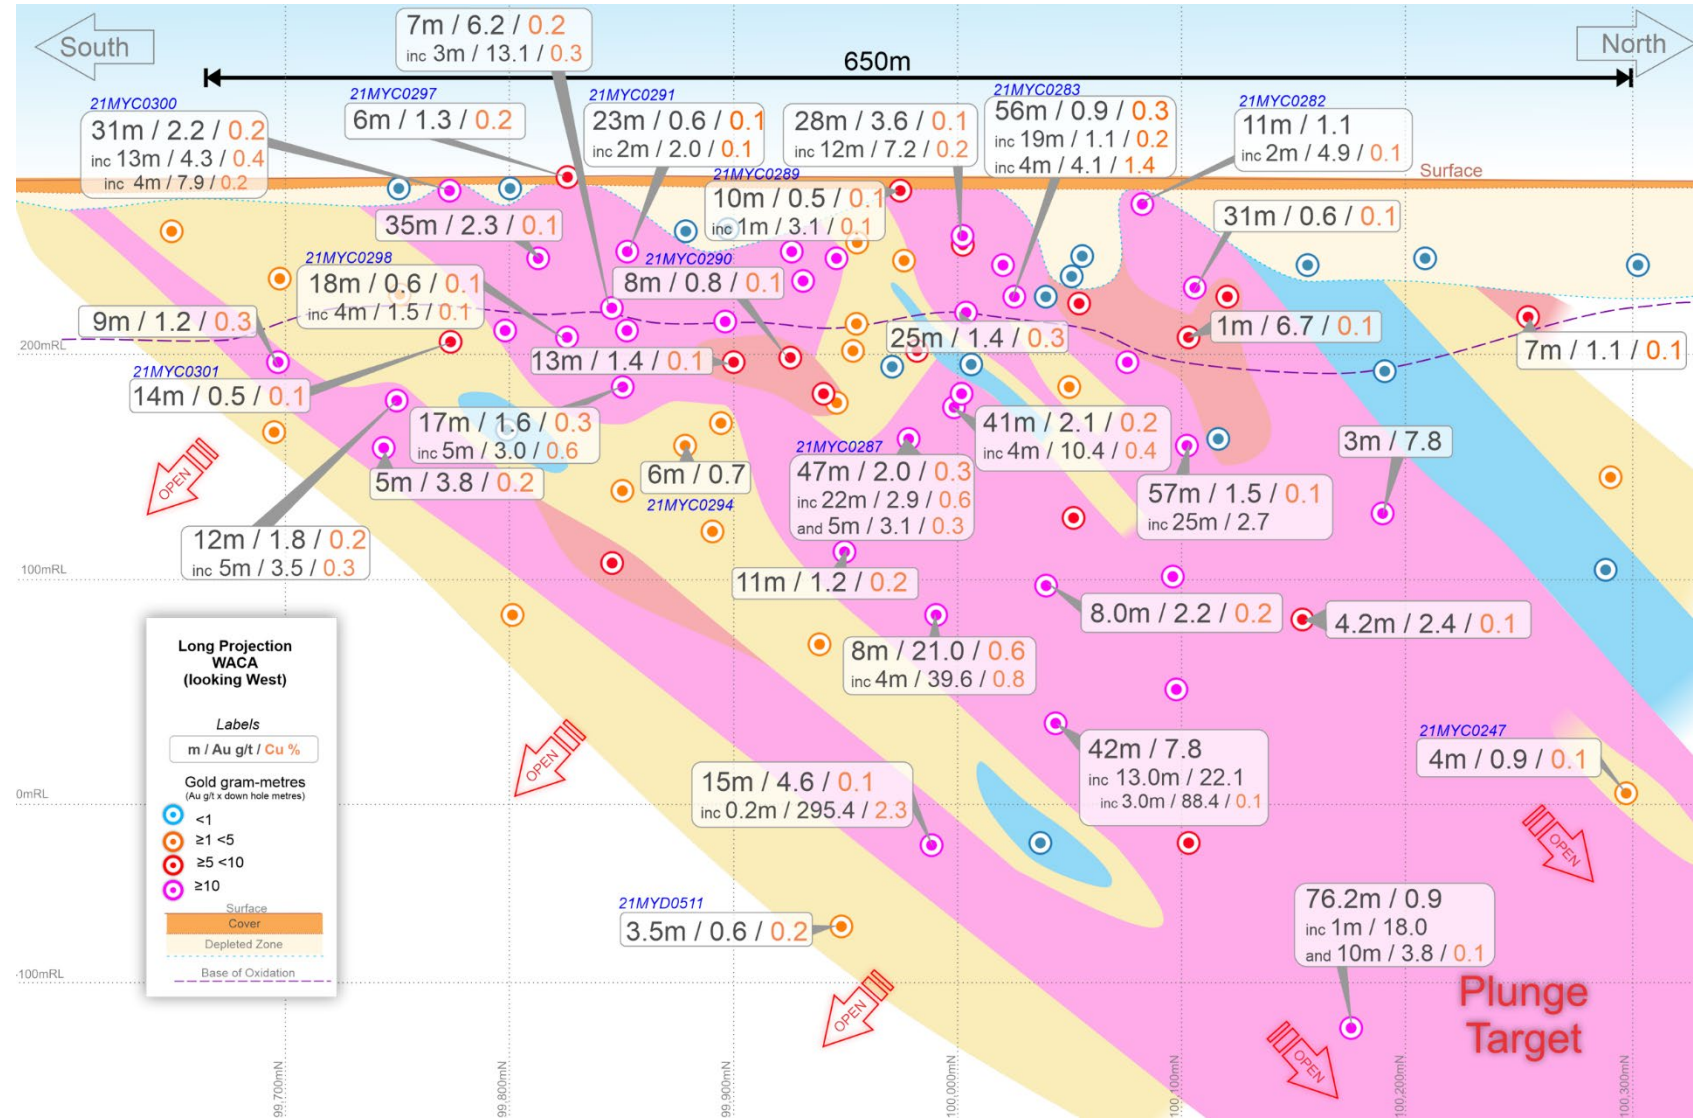 South
North
650m
7m / 6.2 / 0.2
inc 3m / 13.1 / 0.3
21MYC0300
31m / 2.2 / 0.2
inc 13m / 4.3 / 0.4
inc 4m / 7.9 / 0.2
21MYC0297
6m / 1.3 / 0.2
21MYC0291
23m / 0.6 / 0.1
inc 2m / 2.0 / 0.1
28m / 3.6 / 0.1
inc 12m / 7.2 / 0.2
21MYC0283
56m / 0.9 / 0.3
inc 19m / 1.1 / 0.2
inc 4m / 4.1 / 1.4
21MYC0282
11m / 1.1
inc 2m / 4.9 / 0.1
Surface
21MYC0289
10m / 0.5 / 0.1
inc 1m / 3.1 / 0.1
35m / 2.3 / 0.1
31m / 0.6 / 0.1
21MYC0298
18m / 0.6 / 0.1
inc 4m / 1.5 / 0.1
21MYC0290
8m / 0.8 / 0.1
9m / 1.2 / 0.3
25m / 1.4 / 0.3
1m / 6.7 / 0.1
7m / 1.1 / 0.1
200mRL
13m / 1.4 / 0.1
21MYC0301
14m / 0.5 / 0.1
17m / 1.6 / 0.3
inc 5m / 3.0 / 0.6
41m / 2.1 / 0.2
inc 4m / 10.4 / 0.4
3m / 7.8
OPEN
5m / 3.8 / 0.2
6m / 0.7
21MYC0294
21MYC0287
47m / 2.0 / 0.3
inc 22m / 2.9 / 0.6
and 5m / 3.1 / 0.3
57m / 1.5 / 0.1
inc 25m / 2.7
12m / 1.8 / 0.2
inc 5m / 3.5 / 0.3
100mRL
11m / 1.2 / 0.2
8.0m / 2.2 / 0.2
4.2m / 2.4 / 0.1
8m / 21.0 / 0.6
inc 4m / 39.6 / 0.8
Long Projection
WACA
(looking West)
Labels
m / Au g/t / Cu %
Gold gram-metres
(Au g/t x down hole metres)
<1
≥1 <5
≥5 <10
≥10
Surface
Cover
Depleted Zone
Base of Oxidation
OPEN
42m / 7.8
inc 13.0m / 22.1
inc 3.0m / 88.4 / 0.1
21MYC0247
4m / 0.9 / 0.1
15m / 4.6 / 0.1
inc 0.2m / 295.4 / 2.3
0mRL
OPEN
21MYD0511
3.5m / 0.6 / 0.2
76.2m / 0.9
inc 1m / 18.0
and 10m / 3.8 / 0.1
-100mRL
OPEN
Plunge
Target
OPEN
99,700mN
99,800mN
99,900mN
100,000mN
100,100mN
100,200mN
100,300mN